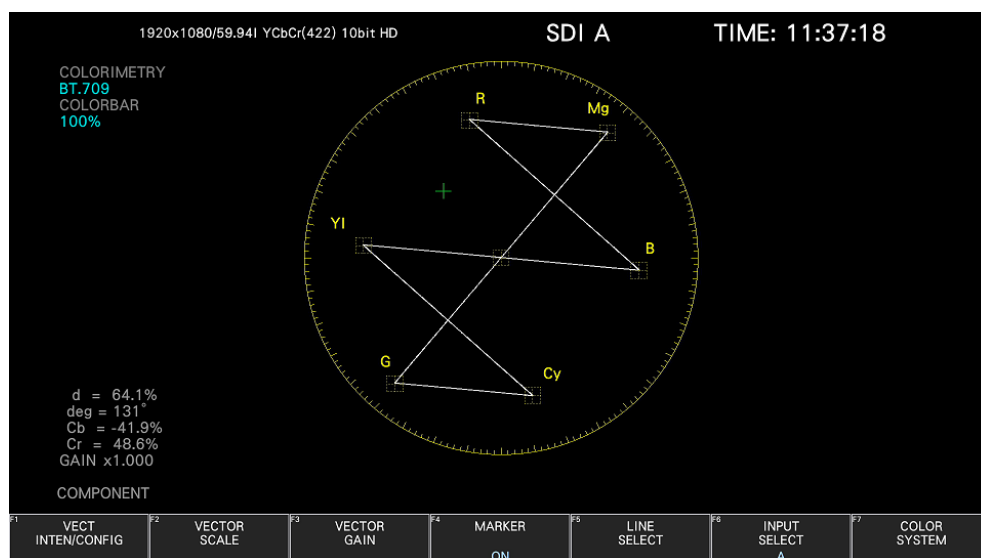 1920x1080/59.94I YCbCr(422) 10bit HD SDI A TIME: 11:37:18
COLORIMETRY
BT.709
COLORBAR
100%
R
Mg
YI
B
G
Cy
d = 64.1%
deg = 131°
Cb = -41.9%
Cr = 48.6%
GAIN x1.000
COMPONENT
F1 VECT
INTEN/CONFIG
F2 VECTOR
SCALE
F3 VECTOR
GAIN
F4 MARKER
ON
F5 LINE
SELECT
F6 INPUT
SELECT
A
F7 COLOR
SYSTEM